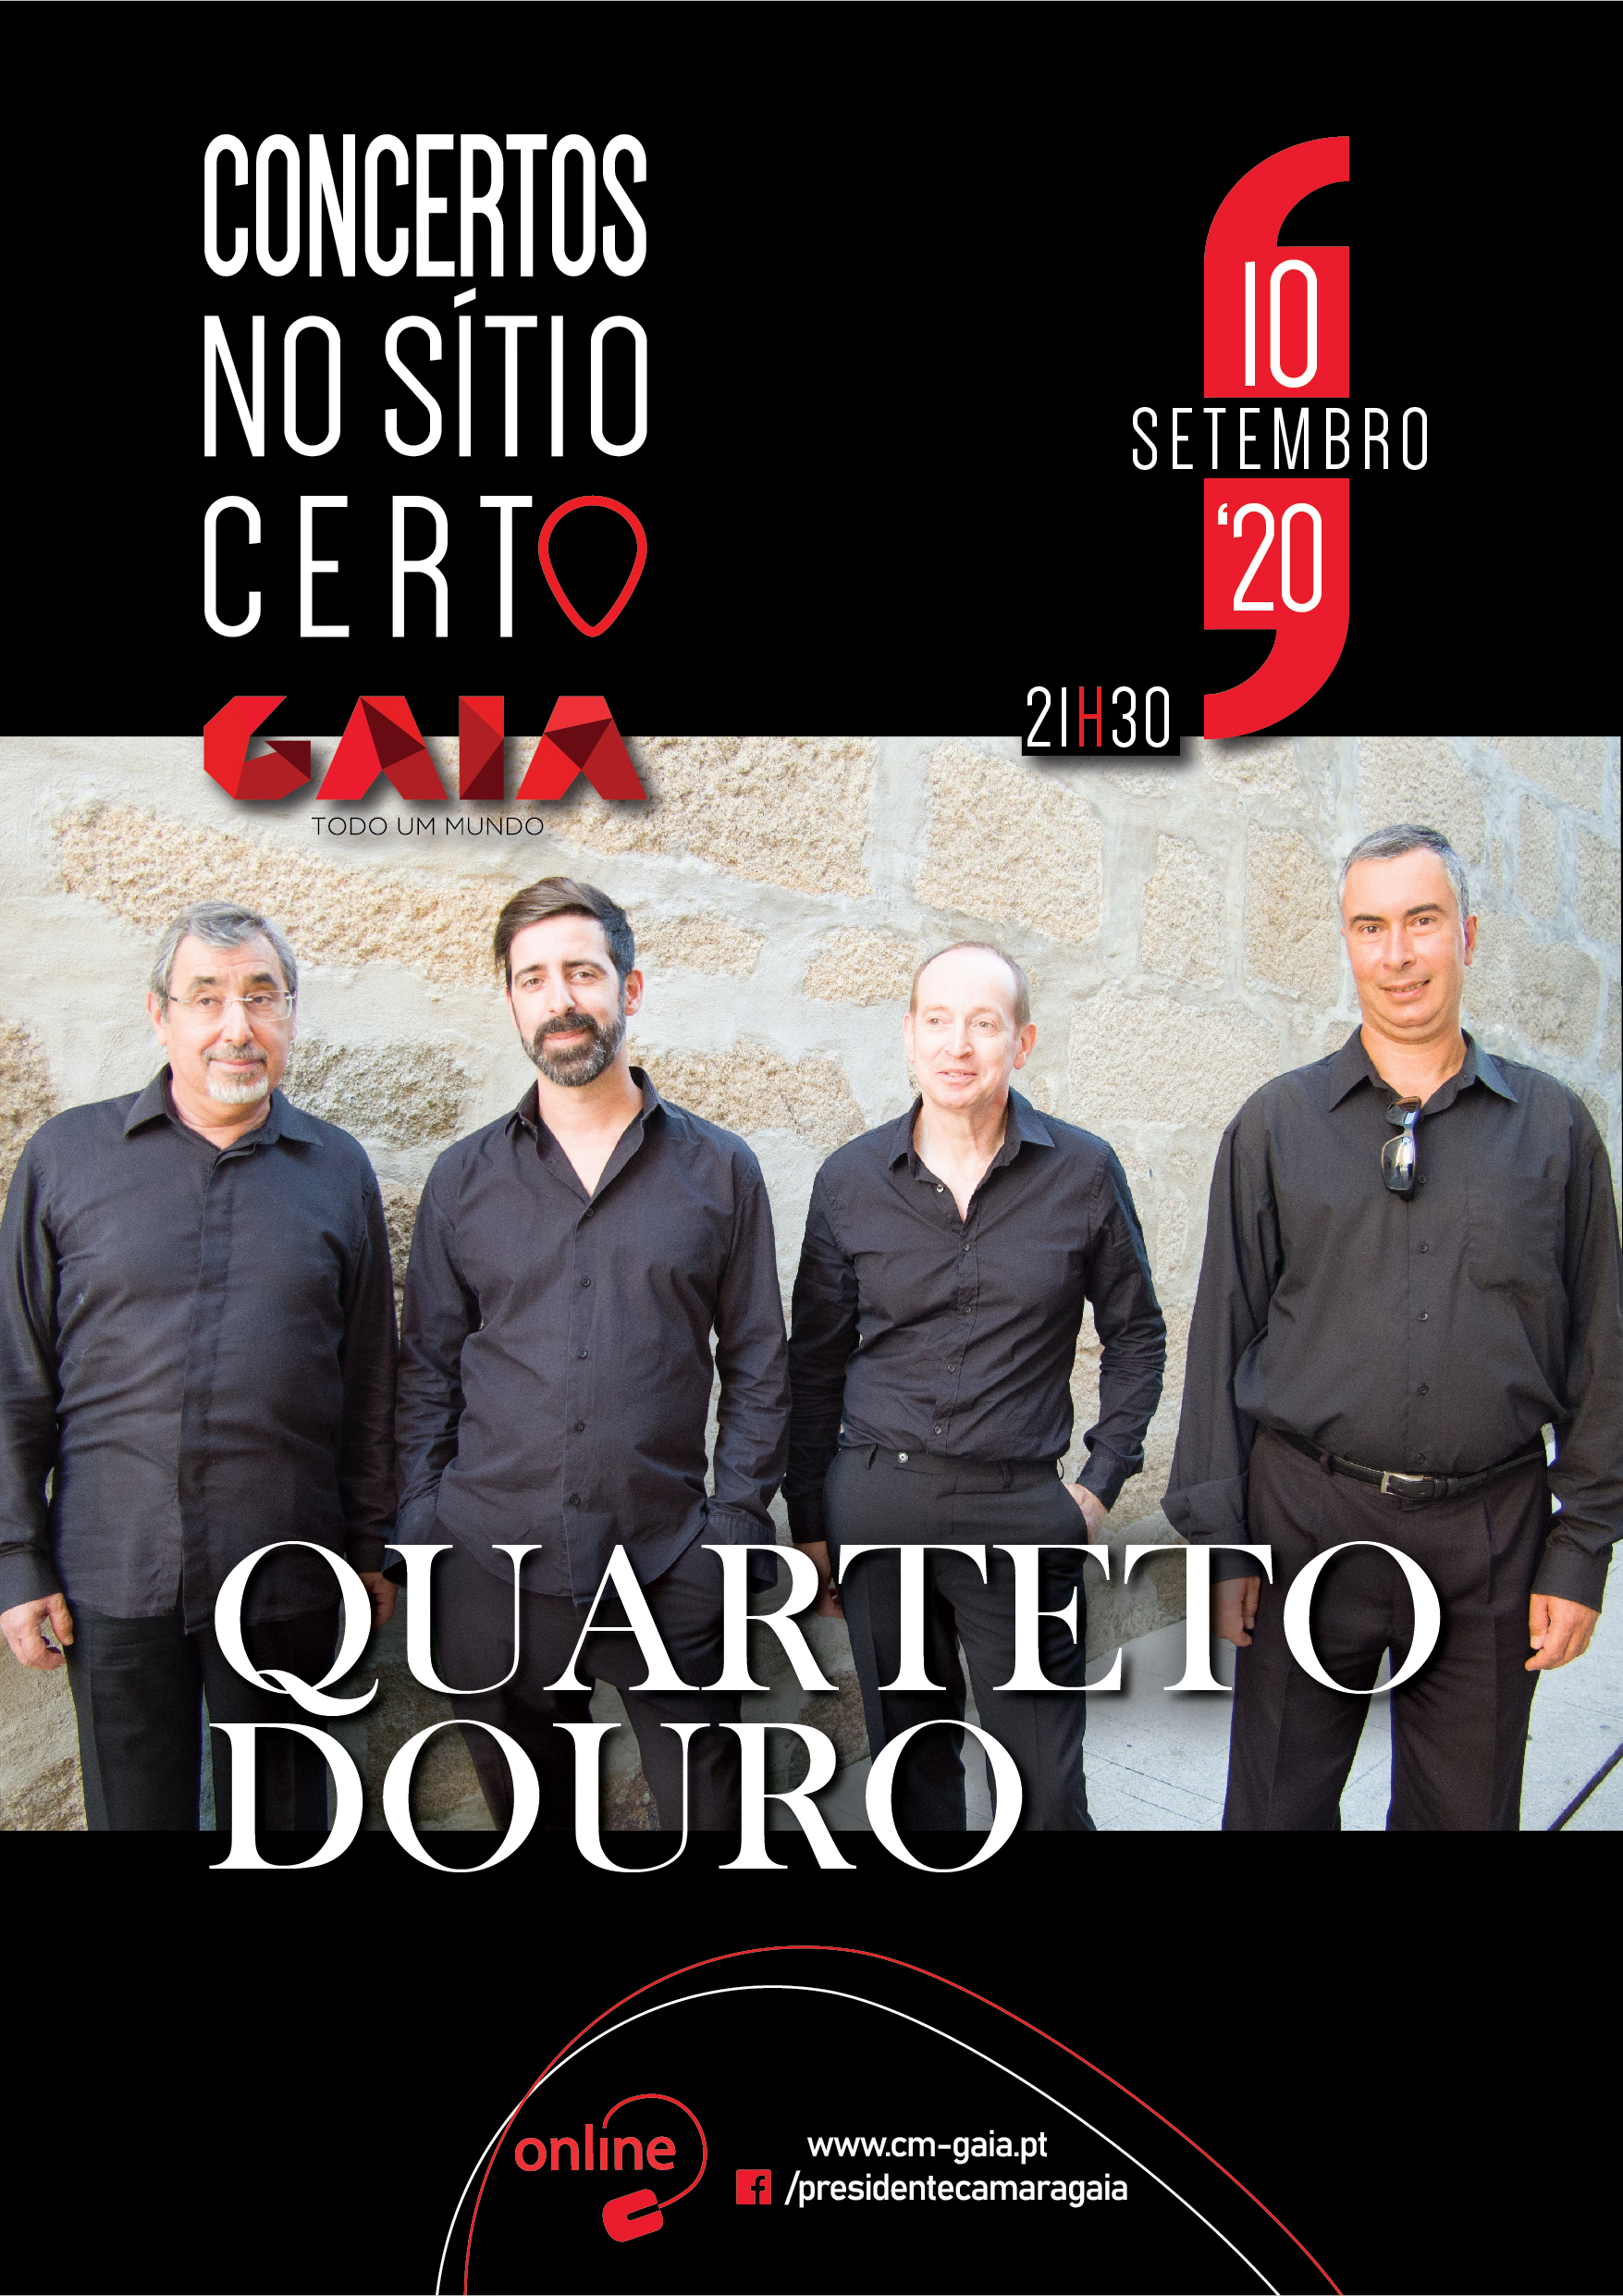 CONCERTOS
NO SÍTIO
CERTO
GAIA
TODO UM MUNDO
10
SETEMBRO
‘20
21H30
QUARTETO
DOURO
online
www.cm-gaia.pt
/presidentecamaragaia